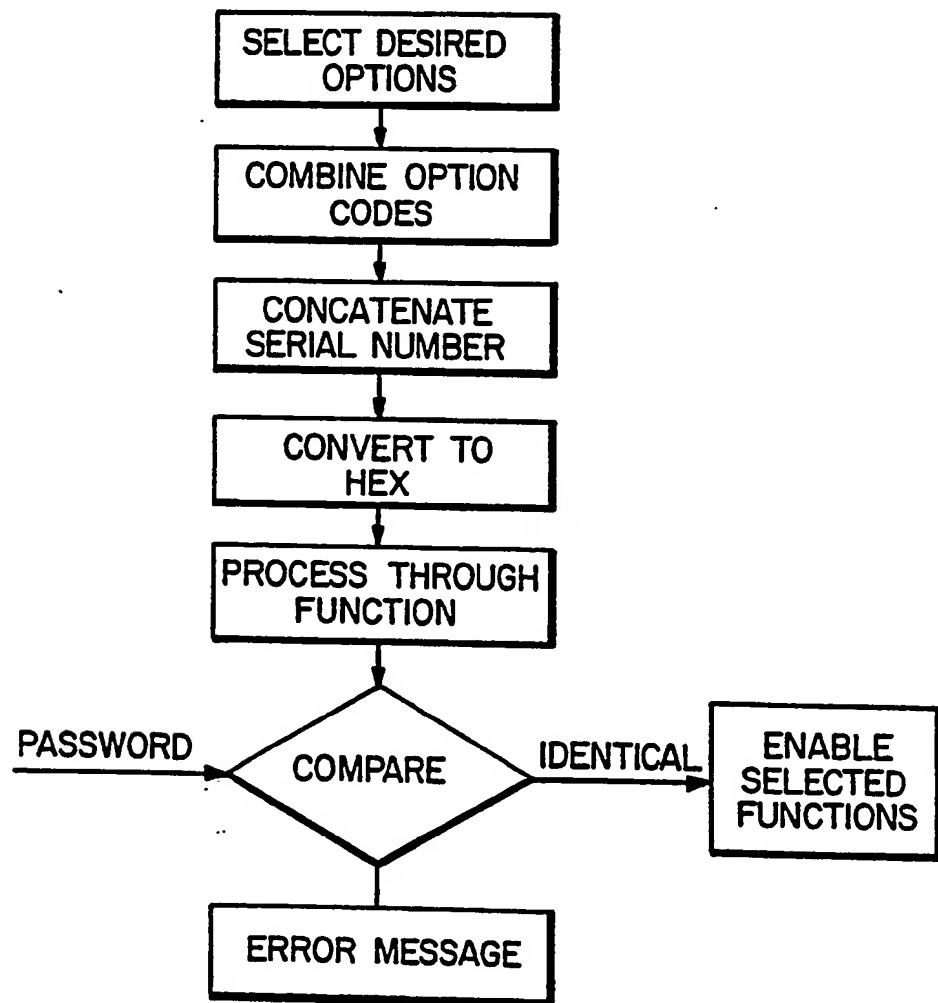 SELECT DESIRED
OPTIONS
COMBINE OPTION
CODES
CONCATENATE
SERIAL NUMBER
CONVERT TO
HEX
PROCESS THROUGH
FUNCTION
PASSWORD
COMPARE
IDENTICAL
ENABLE
SELECTED
FUNCTIONS
ERROR MESSAGE